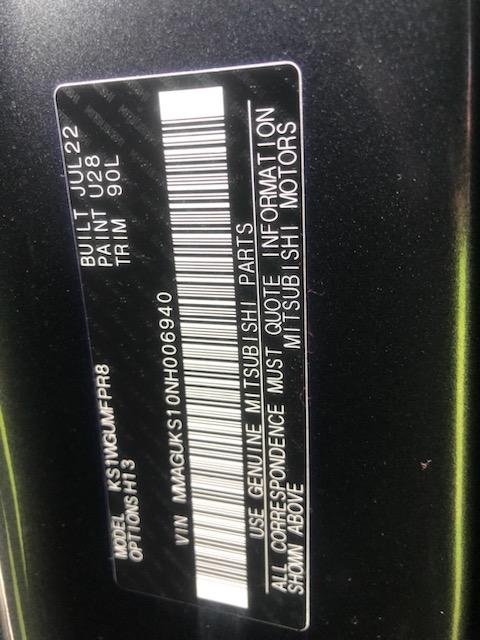 MODEL KS1WGUMFPR8 BUILT JUL22
OPTIONS H13 PAINT U28
TRIM 90L
VIN MMAGUKS10NH006940
USE GENUINE MITSUBISHI PARTS
ALL CORRESPONDENCE MUST QUOTE INFORMATION
SHOWN ABOVE MITSUBISHI MOTORS